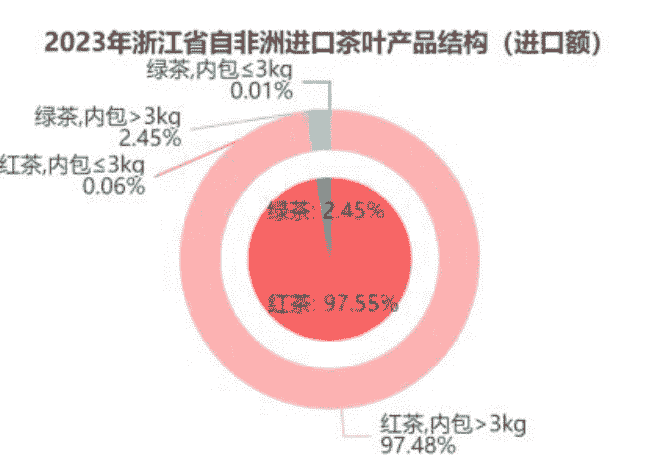 2023年浙江省自非洲进口茶叶产品结构（进口额）
绿茶,内包≤3kg
0.01%
绿茶,内包>3kg
2.45%
红茶,内包≤3kg
0.06%
绿茶: 2.45%
红茶: 97.55%
红茶,内包>3kg
97.48%